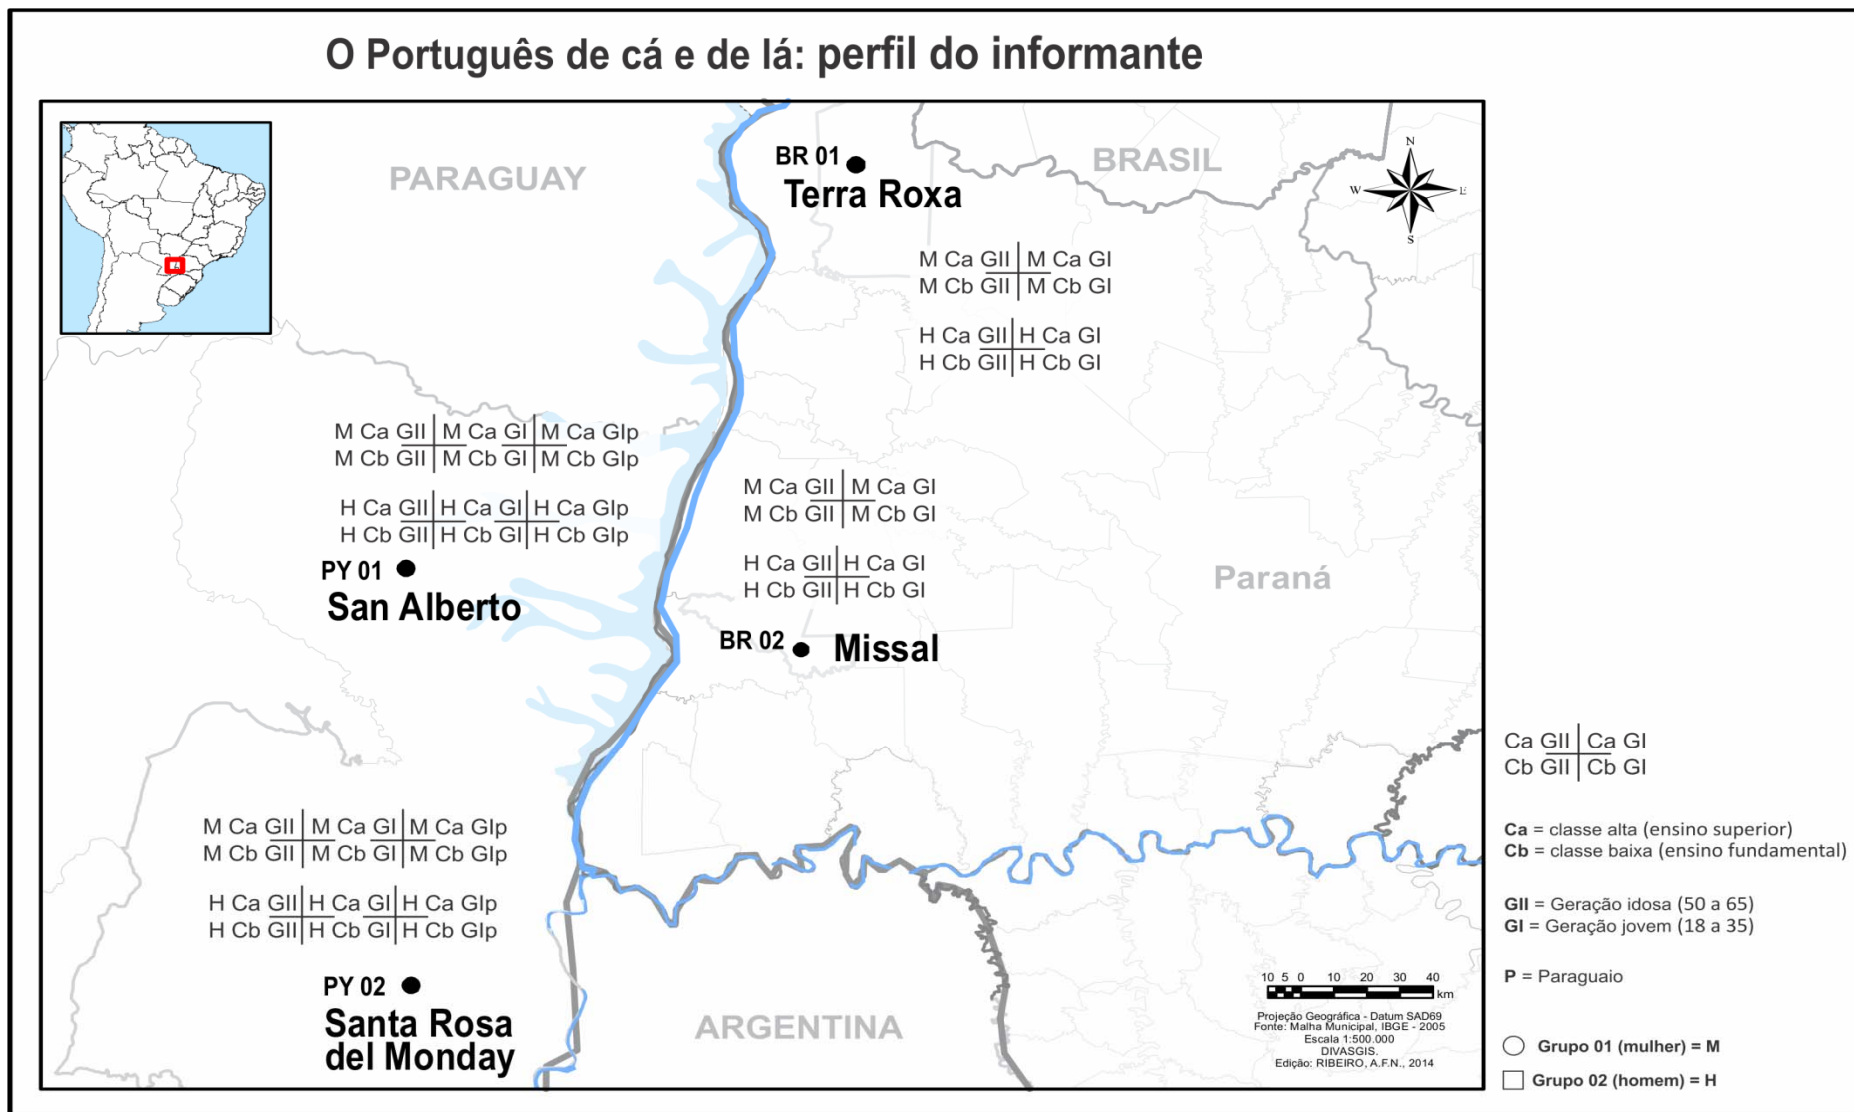 O Português de cá e de lá: perfil do informante
PARAGUAY
BR 01
Terra Roxa
BRASIL
N
W
E
S
M Ca GII M Ca GI
M Cb GII M Cb GI
H Ca GII H Ca GI
H Cb GII H Cb GI
M Ca GII M Ca GI M Ca GIp
M Cb GII M Cb GI M Cb GIp
H Ca GII H Ca GI H Ca GIp
H Cb GII H Cb GI H Cb GIp
PY 01
San Alberto
M Ca GII M Ca GI
M Cb GII M Cb GI
H Ca GII H Ca GI
H Cb GII H Cb GI
BR 02
Missal
Paraná
M Ca GII M Ca GI M Ca GIp
M Cb GII M Cb GI M Cb GIp
H Ca GII H Ca GI H Ca GIp
H Cb GII H Cb GI H Cb GIp
PY 02
Santa Rosa
del Monday
ARGENTINA
10 5 0 10 20 30 40
km
Projeção Geográfica - Datum SAD69
Fonte: Malha Municipal, IBGE - 2005
Escala 1:500.000
DIVASGIS.
Edição: RIBEIRO, A.F.N., 2014
Ca GII Ca GI
Cb GII Cb GI
Ca = classe alta (ensino superior)
Cb = classe baixa (ensino fundamental)
GII = Geração idosa (50 a 65)
GI = Geração jovem (18 a 35)
P = Paraguaio
Grupo 01 (mulher) = M
Grupo 02 (homem) = H